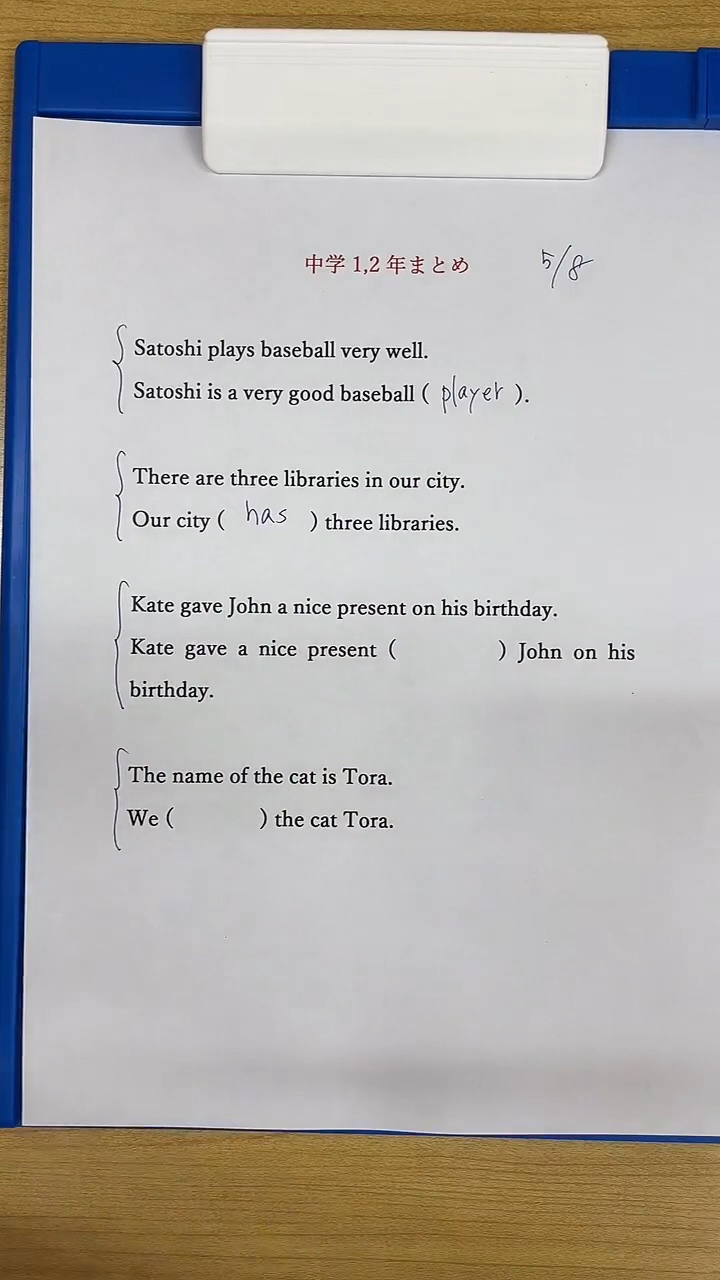 中学 1,2 年まとめ 5/8
Satoshi plays baseball very well.
Satoshi is a very good baseball ( player ).
There are three libraries in our city.
Our city ( has ) three libraries.
Kate gave John a nice present on his birthday.
Kate gave a nice present ( ) John on his
birthday.
The name of the cat is Tora.
We ( ) the cat Tora.